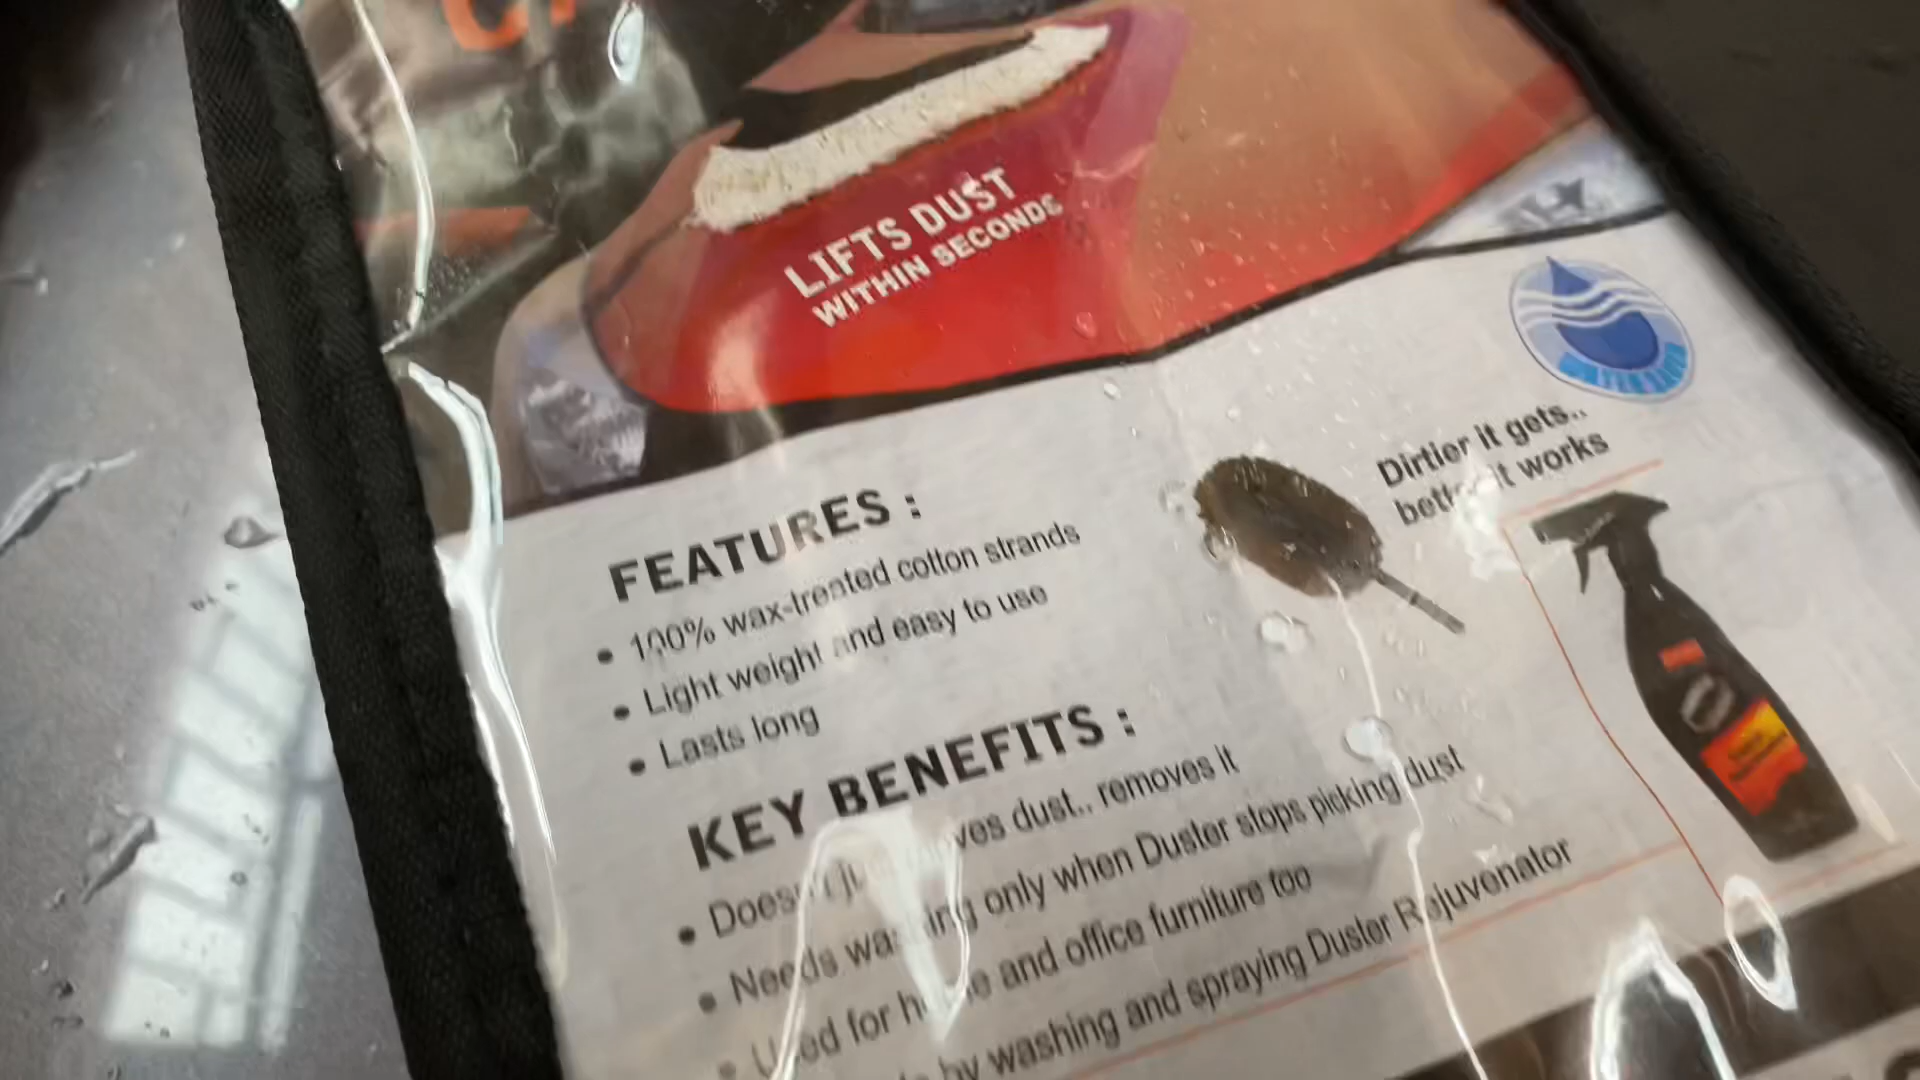 LIFTS DUST
WITHIN SECONDS
Dirtier it gets..
better it works
FEATURES :
• 100% wax-treated cotton strands
• Light weight and easy to use
• Lasts long
KEY BENEFITS :
• Doesn't dust.. removes it
• Needs washing only when Duster stops picking dust
• Used for home and office furniture too
by washing and spraying Duster Rejuvenator